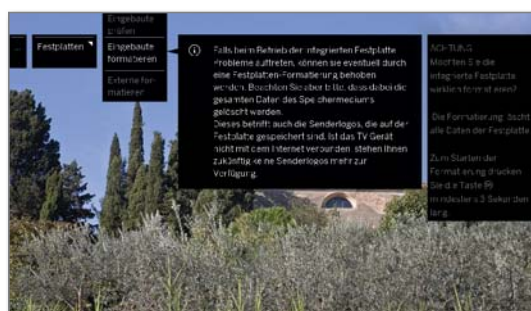 ...
Festplatten
Eingebaute
prüfen
Eingebaute
formatieren
Externe for-
matieren
Falls beim Betrieb der integrierten Festplatte
Probleme auftreten, können sie eventuell durch
eine Festplatten-Formatierung behoben
werden. Beachten Sie aber bitte, dass dabei die
gesamten Daten des Speichermediums
gelöscht werden.
Dieses betrifft auch die Senderlogos, die auf der
Festplatte gespeichert sind. Ist das TV Gerät
nicht mit dem Internet verbunden, stehen Ihnen
zukünftig keine Senderlogos mehr zur
Verfügung.
ACHTUNG
Möchten Sie die
integrierte Festplatte
wirklich formatieren?
Die Formatierung löscht
alle Daten der Festplatte.
Zum Starten der
Formatierung drücken
Sie die Taste
mindestens 3 Sekunden
lang.